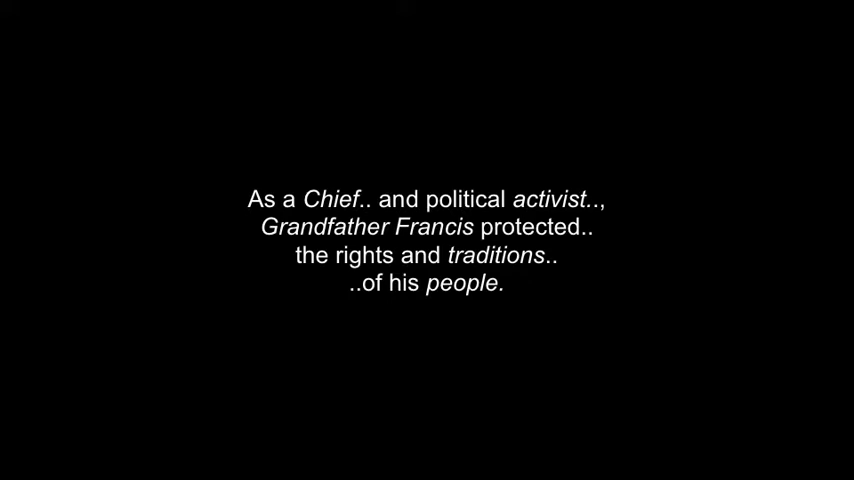 As a Chief.. and political activist..,
Grandfather Francis protected..
the rights and traditions..
..of his people.